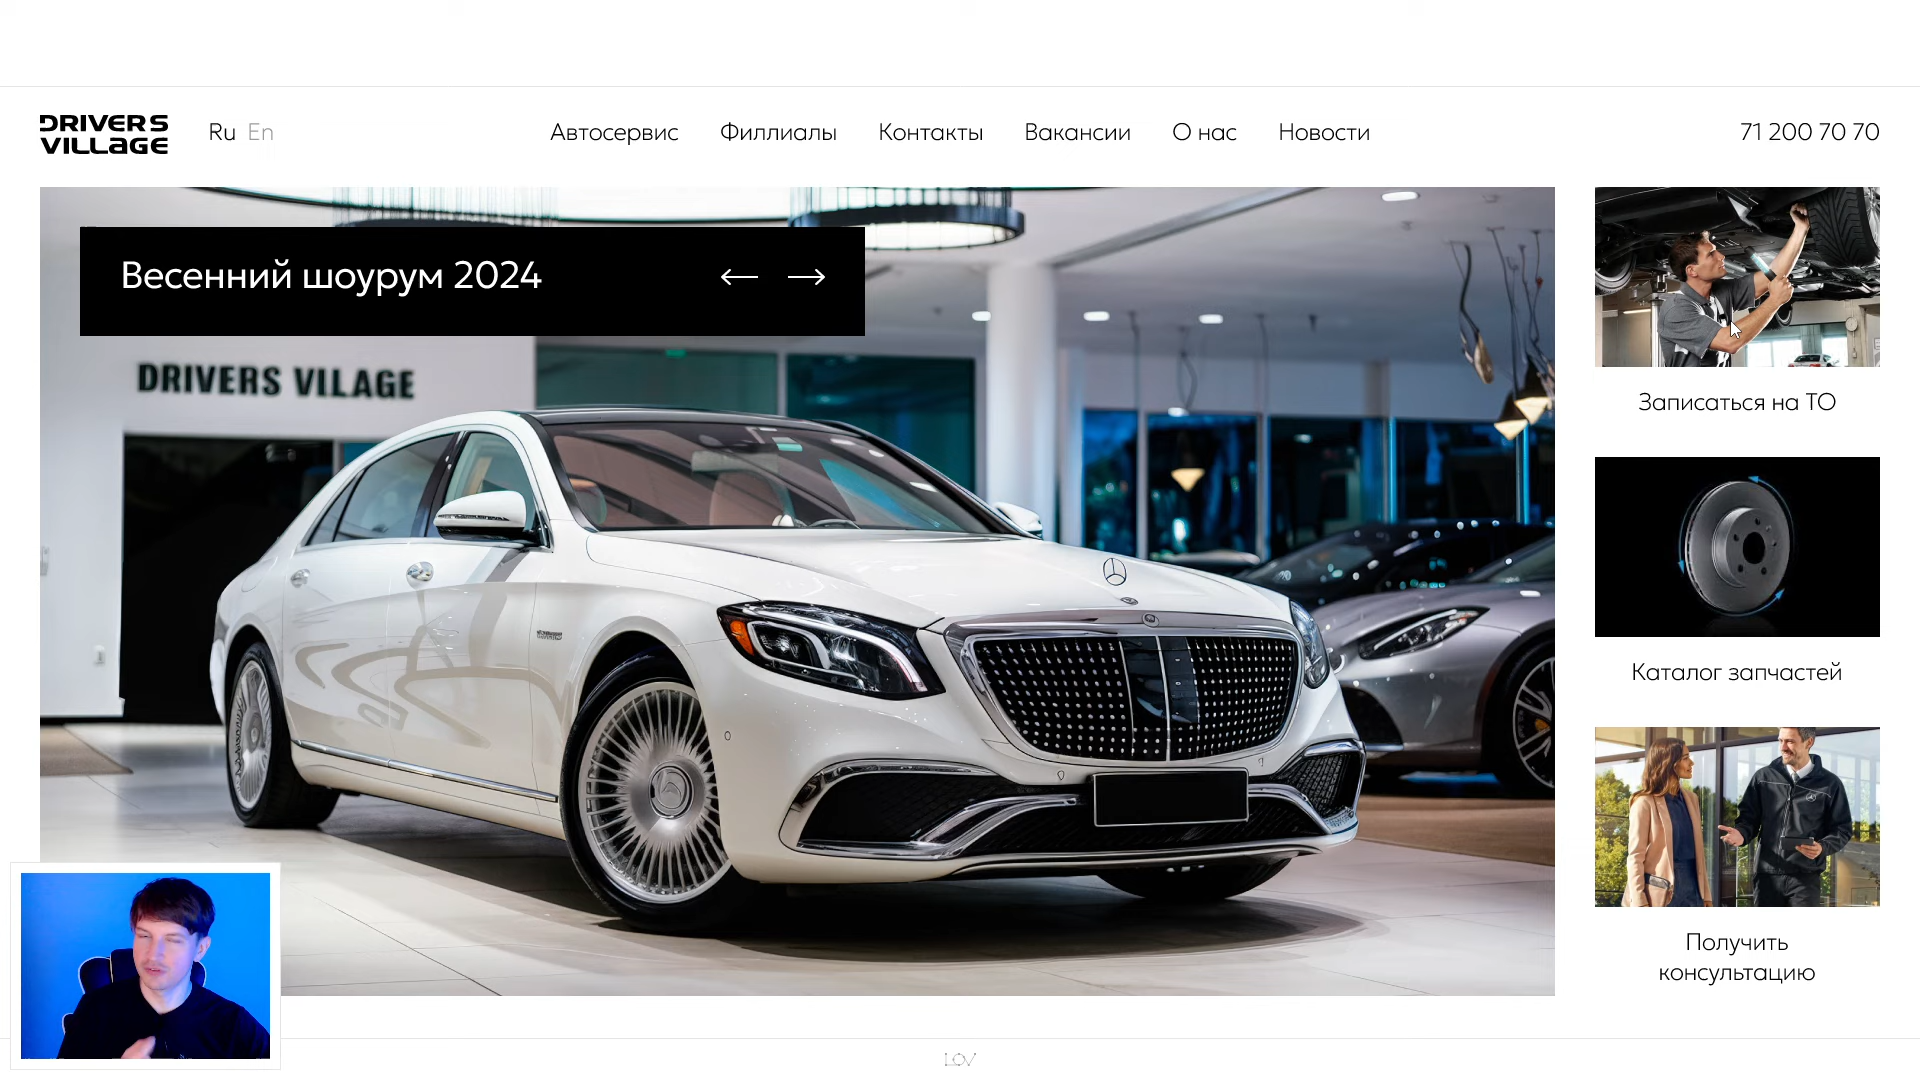 DRIVERS
VILLAGE
Ru En
Автосервис Филлиалы Контакты Вакансии О нас Новости
71 200 70 70
Весенний шоурум 2024
DRIVERS VILAGE
Записаться на ТО
Каталог запчастей
Получить
консультацию
LOV